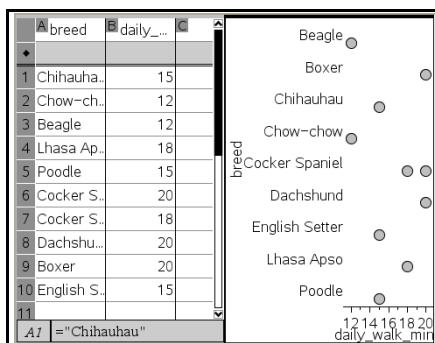 A breed B daily_... C
◆
1 Chihauha.. 15
2 Chow-ch.. 12
3 Beagle 12
4 Lhasa Ap.. 18
5 Poodle 15
6 Cocker S.. 20
7 Cocker S.. 18
8 Dachshu... 20
9 Boxer 20
10 English S.. 15
11
A1 ="Chihauhau"
Beagle
Boxer
Chihauhau
Chow-chow
Cocker Spaniel
Dachshund
English Setter
Lhasa Apso
Poodle
breed
12 14 16 18 20
daily_walk_min